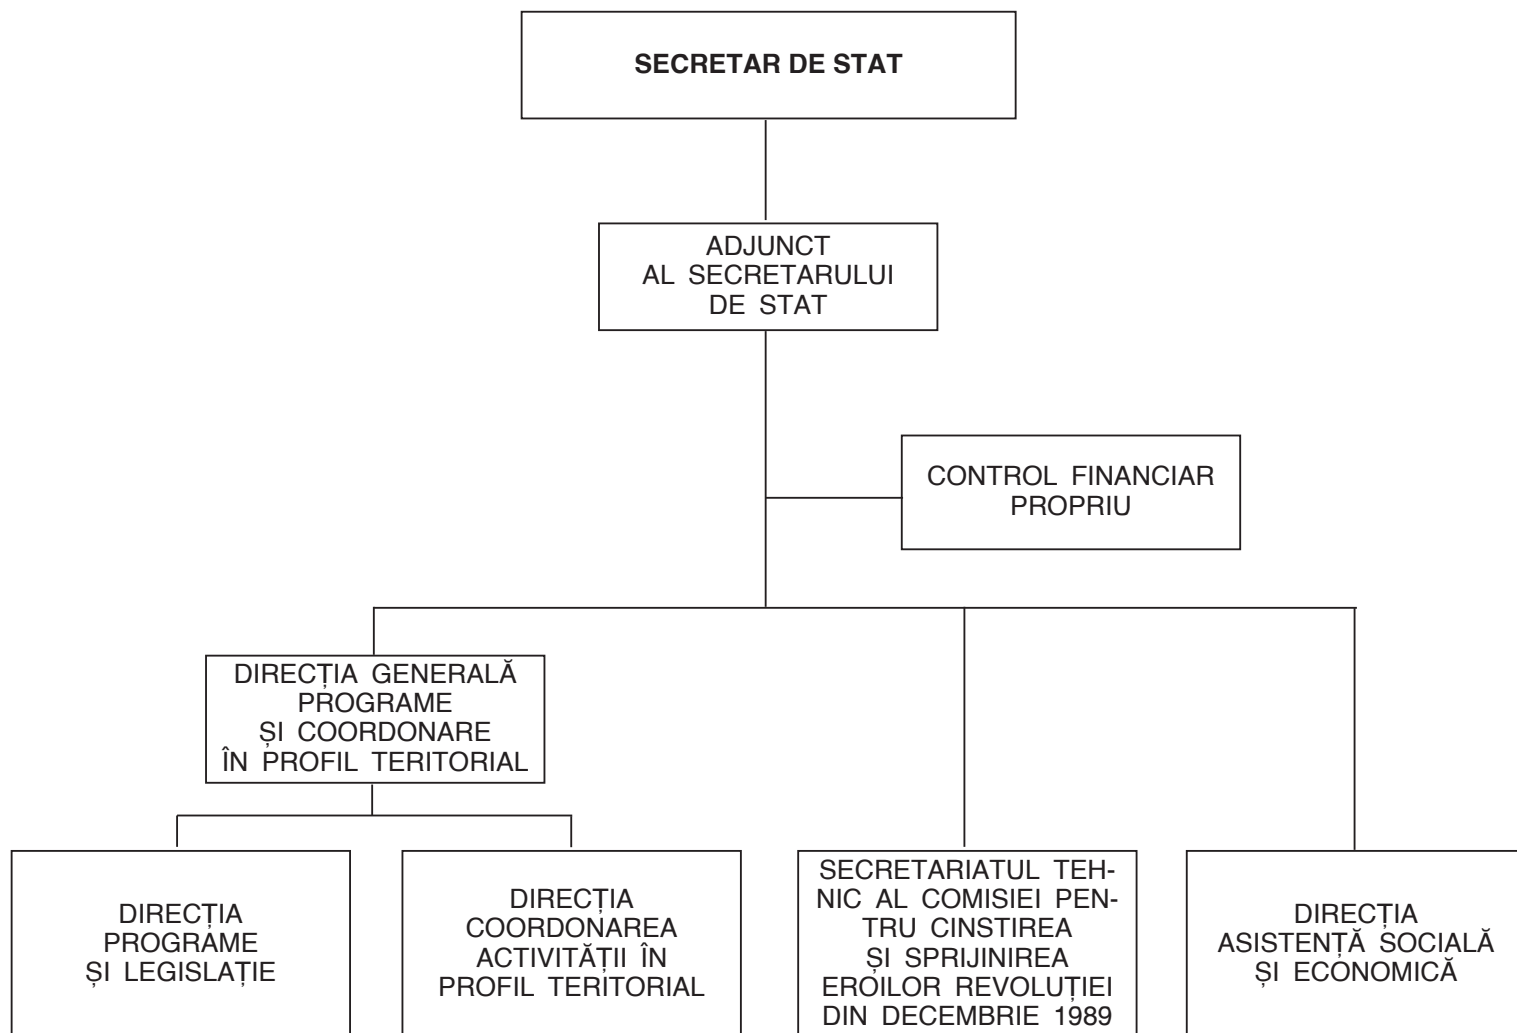 SECRETAR DE STAT
ADJUNCT
AL SECRETARULUI
DE STAT
CONTROL FINANCIAR
PROPRIU
DIRECȚIA GENERALĂ
PROGRAME
ȘI COORDONARE
ÎN PROFIL TERITORIAL
DIRECȚIA
PROGRAME
ȘI LEGISLAȚIE
DIRECȚIA
COORDONAREA
ACTIVITĂȚII ÎN
PROFIL TERITORIAL
SECRETARIATUL TEH-
NIC AL COMISIEI PEN-
TRU CINSTIREA
ȘI SPRIJINIREA
EROILOR REVOLUȚIEI
DIN DECEMBRIE 1989
DIRECȚIA
ASISTENȚĂ SOCIALĂ
ȘI ECONOMICĂ